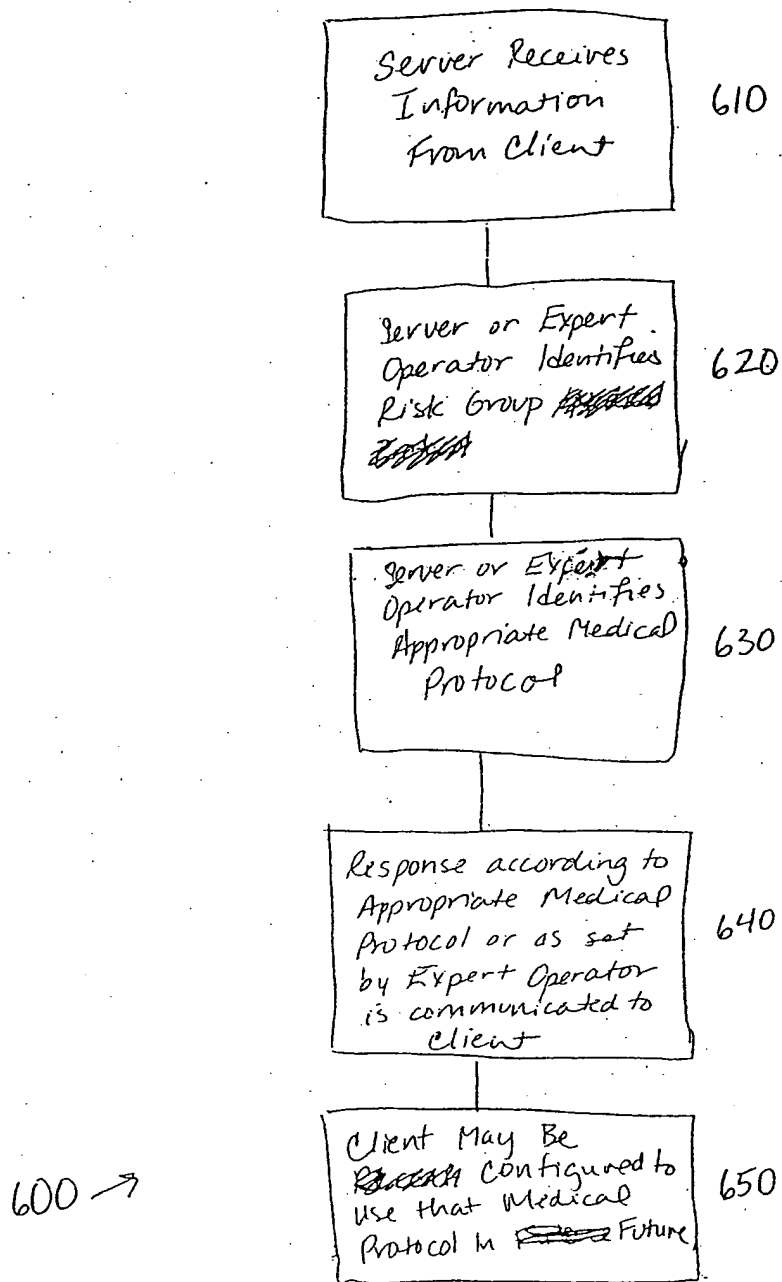 Server Receives
Information
From Client
610
Server or Expert
Operator Identifies
Risk Group
620
Server or Expert
Operator Identifies
Appropriate Medical
Protocol
630
Response according to
Appropriate Medical
Protocol or as set
by Expert Operator
is communicated to
Client
640
Client May Be
Configured to
use that Medical
Protocol In Future
650
600